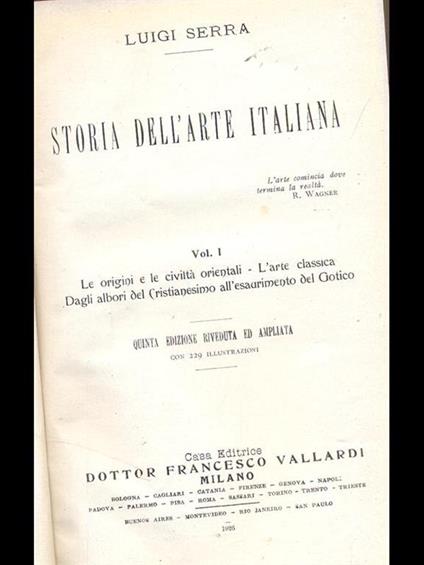 LUIGI SERRA
STORIA DELL'ARTE ITALIANA
L'arte comincia dove
termina la realtà.
R. WAGNER
Vol. I
Le origini e le civiltà orientali - L'arte classica
Dagli albori del Cristianesimo all'esaurimento del Gotico
QUINTA EDIZIONE RIVEDUTA ED AMPLIATA
CON 229 ILLUSTRAZIONI
Casa Editrice
DOTTOR FRANCESCO VALLARDI
MILANO
BOLOGNA – CAGLIARI – CATANIA – FIRENZE – GENOVA – NAPOLI
PADOVA – PALERMO – PISA – ROMA – SASSARI – TORINO – TRENTO – TRIESTE
BUENOS AIRES – MONTEVIDEO – RIO JANEIRO – SAN PAULO
1926